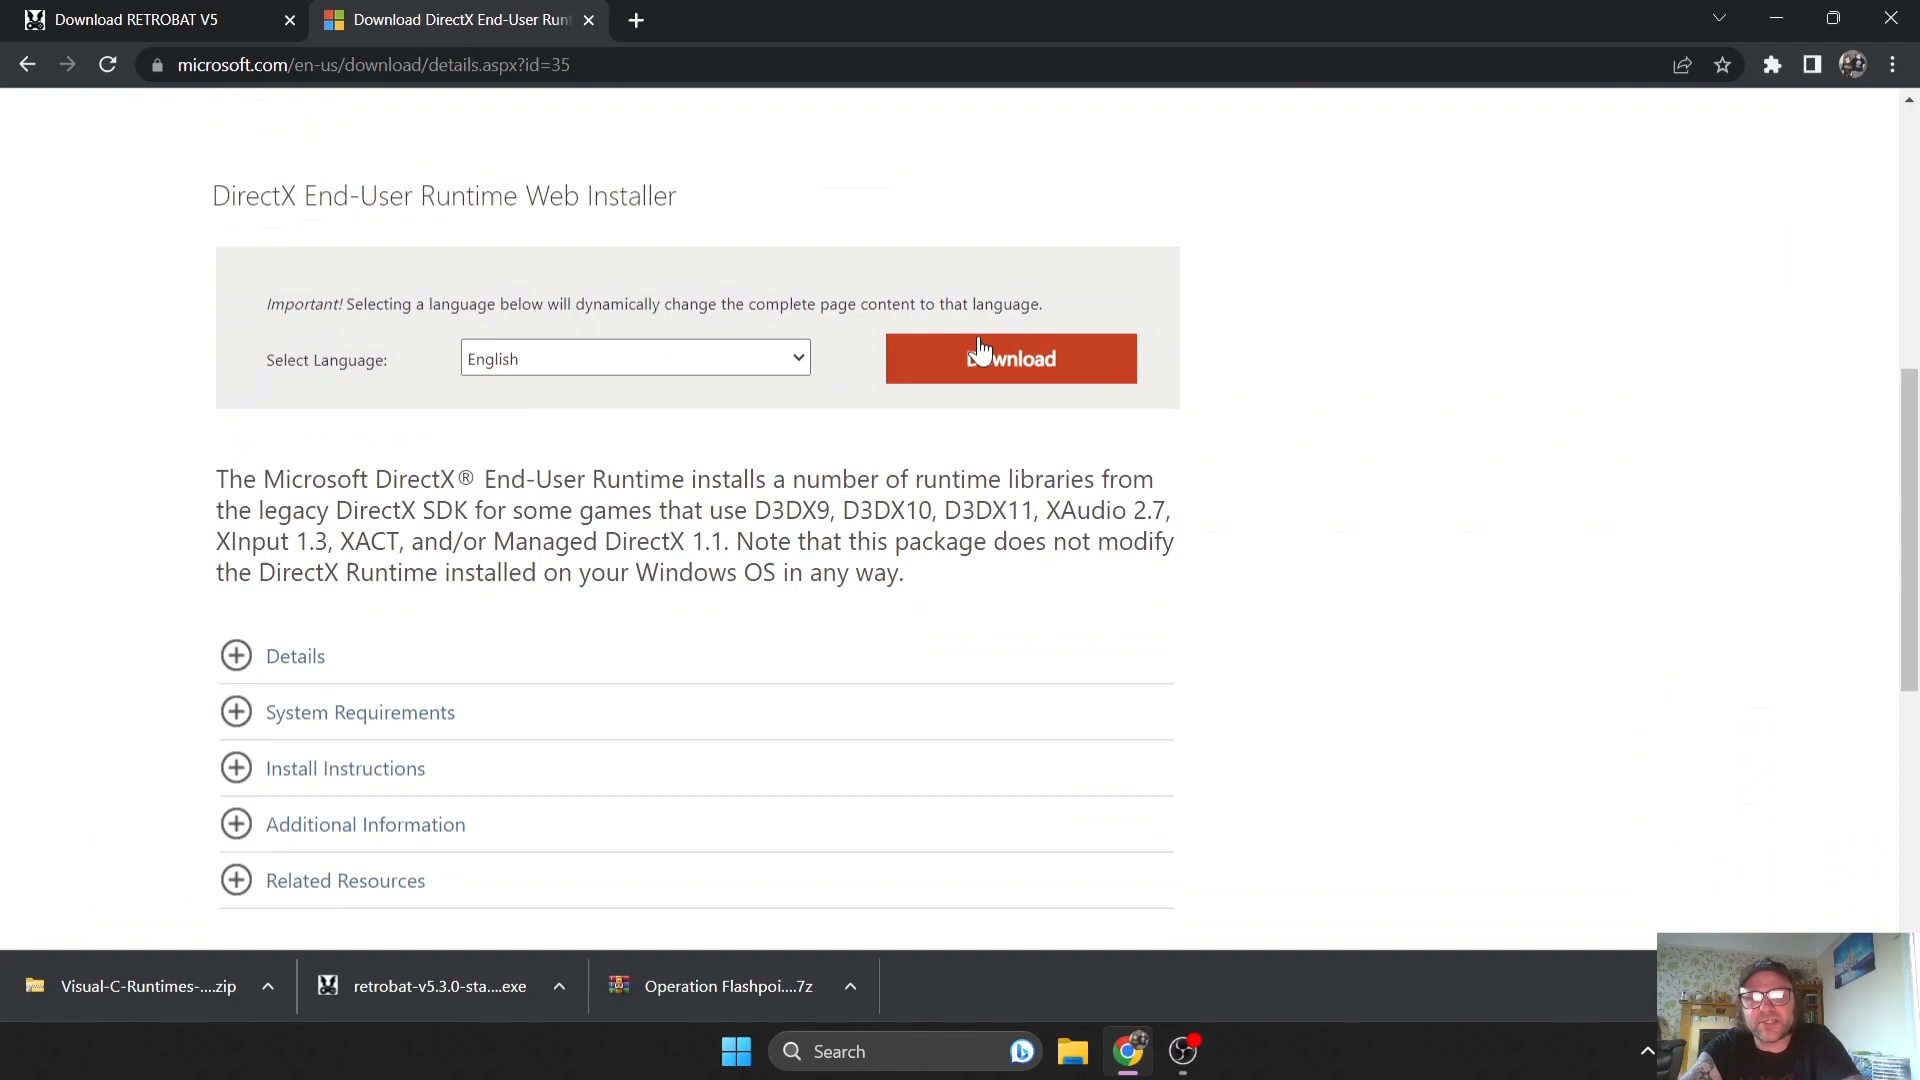 Download RETROBAT V5
Download DirectX End-User Runt
microsoft.com/en-us/download/details.aspx?id=35
DirectX End-User Runtime Web Installer
Important! Selecting a language below will dynamically change the complete page content to that language.
Select Language:
English
Download
The Microsoft DirectX® End-User Runtime installs a number of runtime libraries from
the legacy DirectX SDK for some games that use D3DX9, D3DX10, D3DX11, XAudio 2.7,
XInput 1.3, XACT, and/or Managed DirectX 1.1. Note that this package does not modify
the DirectX Runtime installed on your Windows OS in any way.
Details
System Requirements
Install Instructions
Additional Information
Related Resources
Visual-C-Runtimes-....zip
retrobat-v5.3.0-sta....exe
Operation Flashpoi....7z
Search